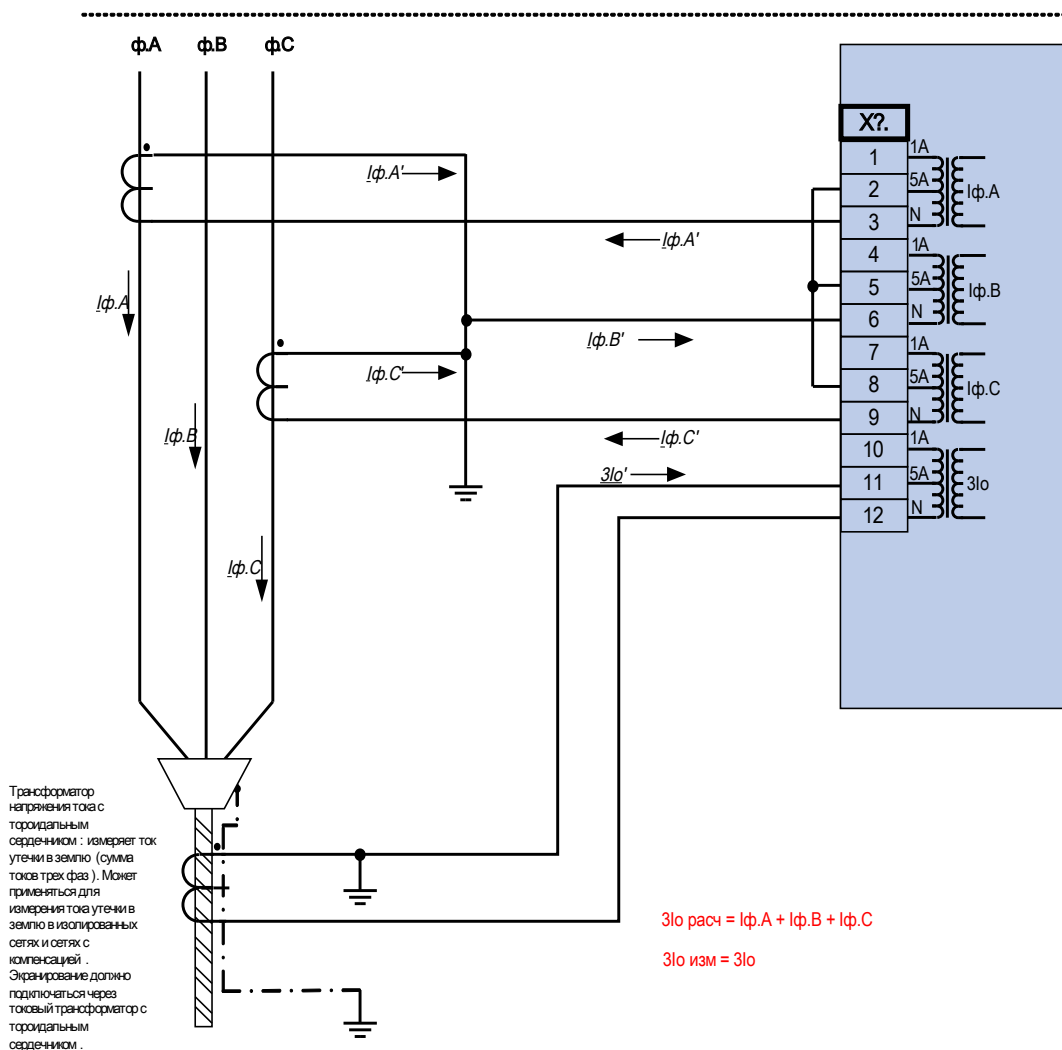 ф.А ф.В ф.С
X?.
1 1A
2 5A Iф.А
3 N
4 1A
5 5A Iф.В
6 N
7 1A
8 5A Iф.С
9 N
10 1A
11 5A 3Io
12 N
Iф.A'
Iф.A'
Iф.A
Iф.B'
Iф.C'
Iф.B
Iф.C'
3Io'
Iф.C
Трансформатор
напряжения тока с
тороидальным
сердечником : измеряет ток
утечки в землю (сумма
токов трех фаз ). Может
применяться для
измерения тока утечки в
землю в изолированных
сетях и сетях с
компенсацией .
Экранирование должно
подключаться через
токовый трансформатор с
тороидальным
сердечником .
3Io расч = Iф.А + Iф.В + Iф.С
3Io изм = 3Io